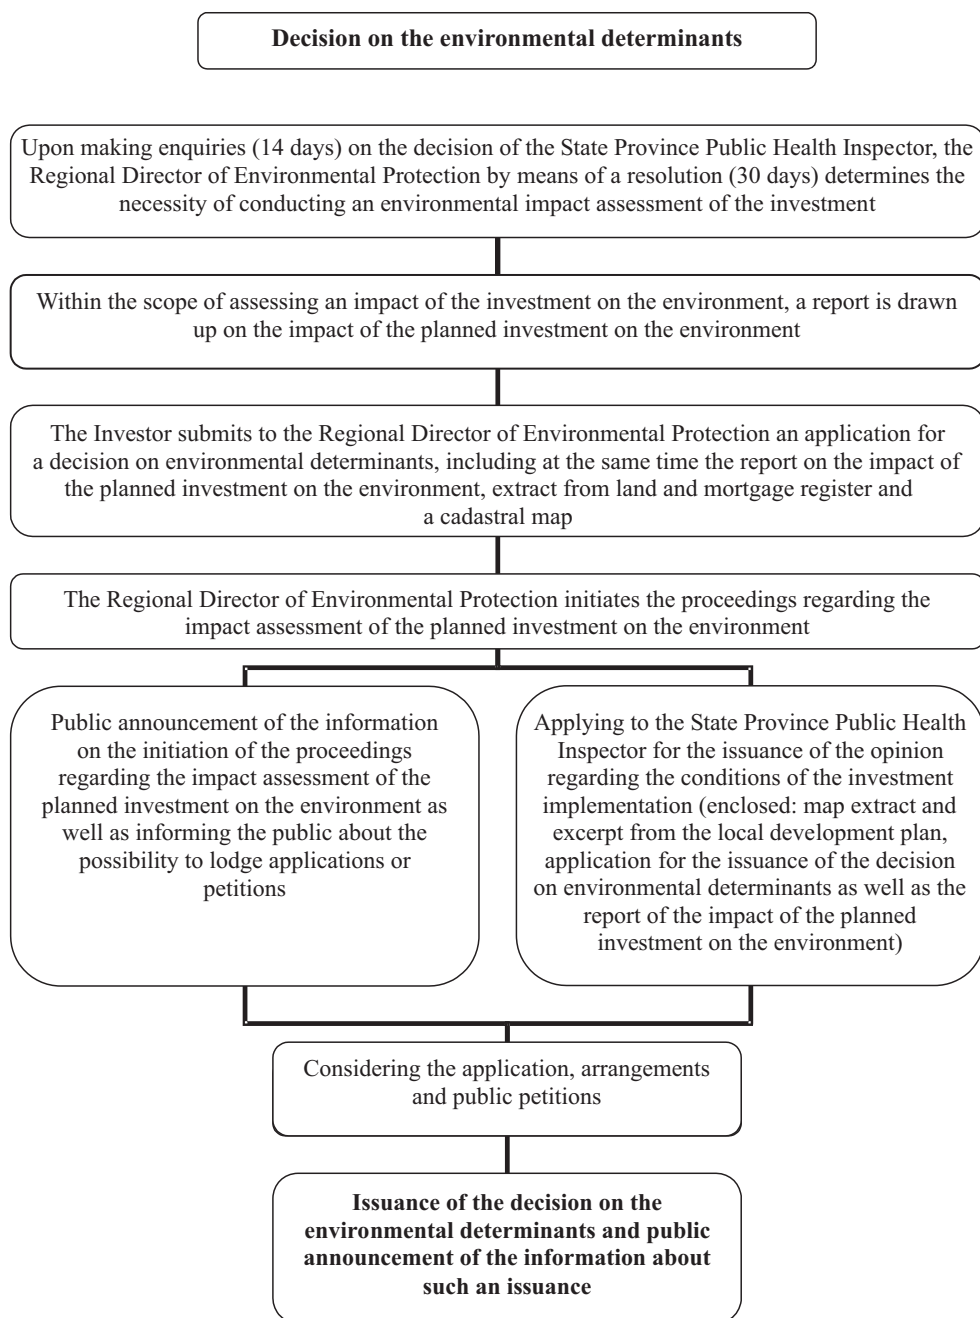 Decision on the environmental determinants
Upon making enquiries (14 days) on the decision of the State Province Public Health Inspector, the
Regional Director of Environmental Protection by means of a resolution (30 days) determines the
necessity of conducting an environmental impact assessment of the investment
Within the scope of assessing an impact of the investment on the environment, a report is drawn
up on the impact of the planned investment on the environment
The Investor submits to the Regional Director of Environmental Protection an application for
a decision on environmental determinants, including at the same time the report on the impact of
the planned investment on the environment, extract from land and mortgage register and
a cadastral map
The Regional Director of Environmental Protection initiates the proceedings regarding the
impact assessment of the planned investment on the environment
Public announcement of the information
on the initiation of the proceedings
regarding the impact assessment of the
planned investment on the environment as
well as informing the public about the
possibility to lodge applications or
petitions
Applying to the State Province Public Health
Inspector for the issuance of the opinion
regarding the conditions of the investment
implementation (enclosed: map extract and
excerpt from the local development plan,
application for the issuance of the decision
on environmental determinants as well as the
report of the impact of the planned
investment on the environment)
Considering the application, arrangements
and public petitions
Issuance of the decision on the
environmental determinants and public
announcement of the information about
such an issuance